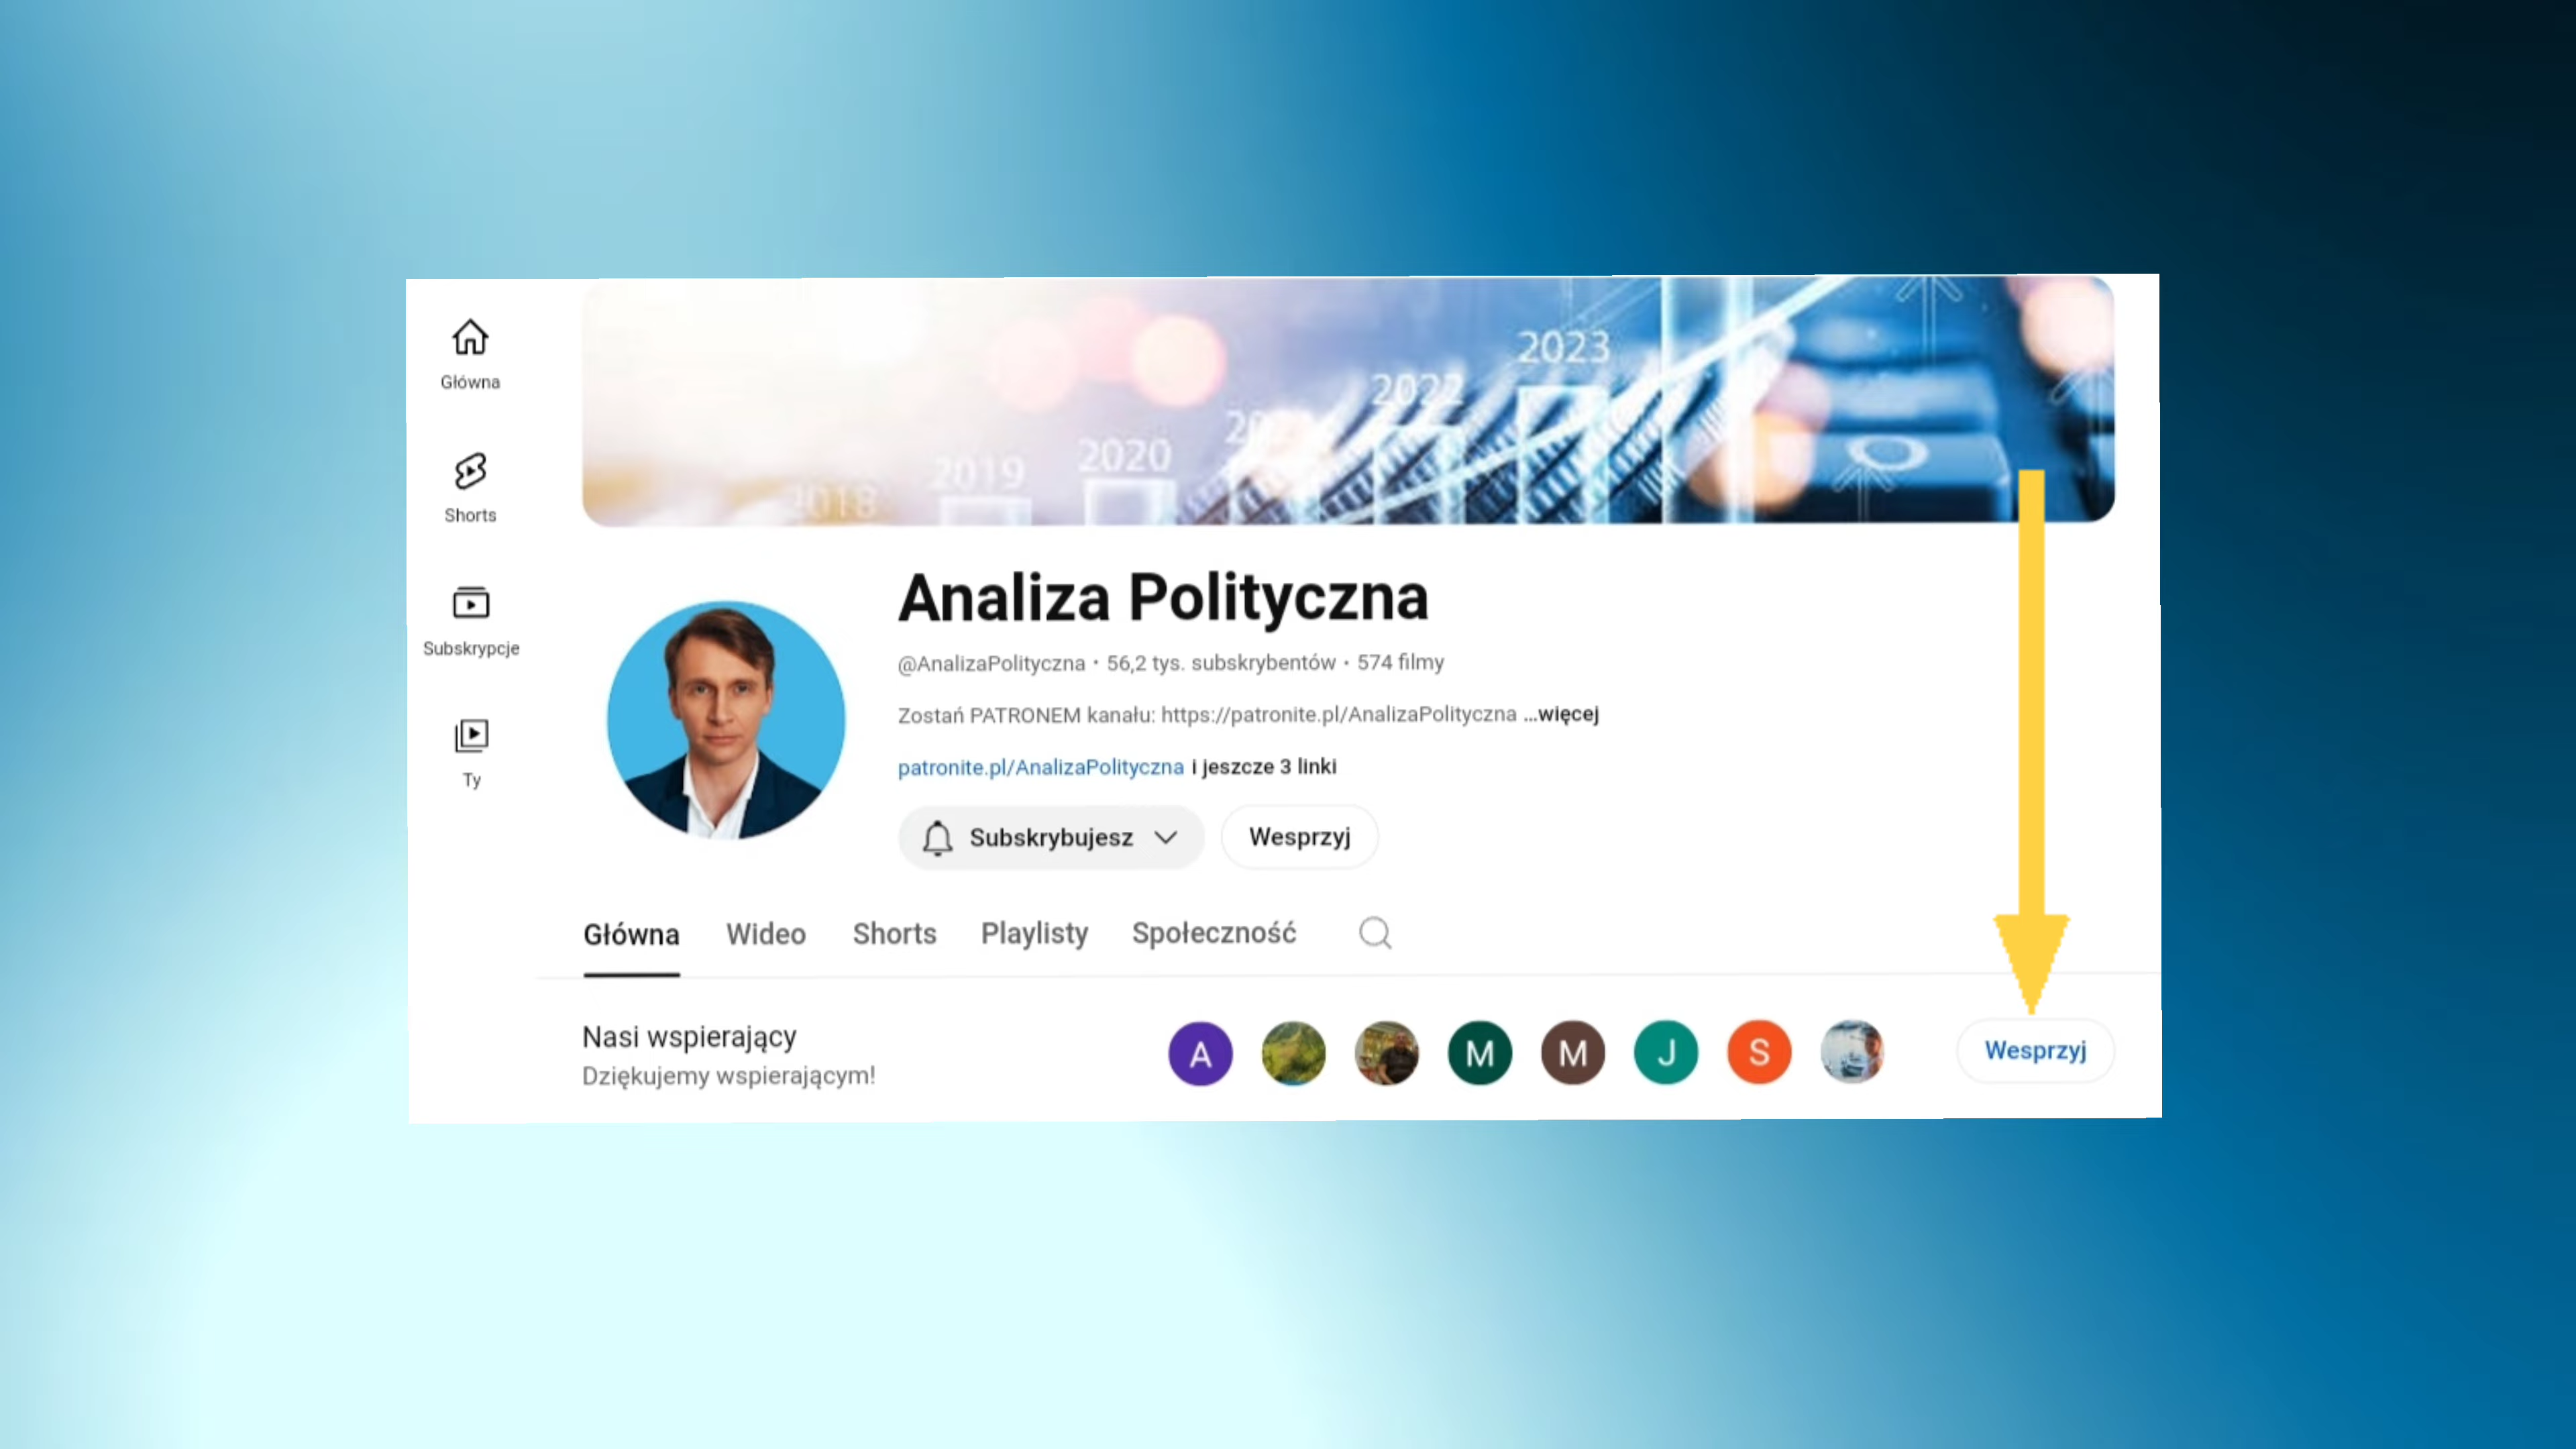 Główna
Shorts
Subskrypcje
Ty
2019
2020
2022
2023
Analiza Polityczna
@AnalizaPolityczna • 56,2 tys. subskrybentów • 574 filmy
Zostań PATRONEM kanału: https://patronite.pl/AnalizaPolityczna ...więcej
patronite.pl/AnalizaPolityczna i jeszcze 3 linki
Subskrybujesz Wesprzyj
Główna Wideo Shorts Playlisty Społeczność
Nasi wspierający
Dziękujemy wspierającym!
A M M J S Wesprzyj